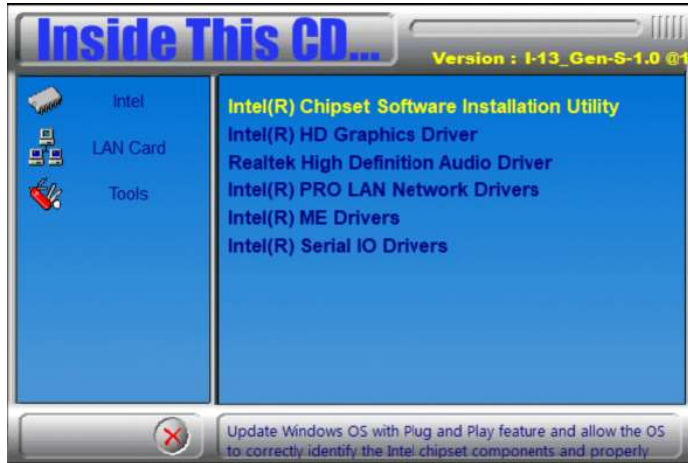 Inside This CD...
Version : I-13_Gen-S-1.0 @1
Intel
LAN Card
Tools
Intel(R) Chipset Software Installation Utility
Intel(R) HD Graphics Driver
Realtek High Definition Audio Driver
Intel(R) PRO LAN Network Drivers
Intel(R) ME Drivers
Intel(R) Serial IO Drivers
Update Windows OS with Plug and Play feature and allow the OS
to correctly identify the Intel chipset components and properly